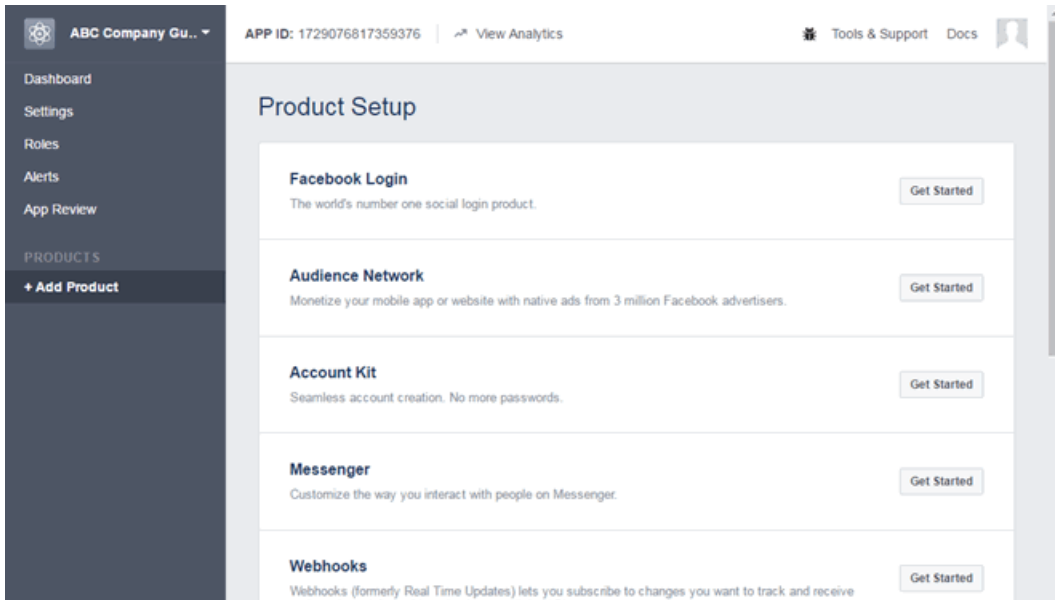 ABC Company Gu..
APP ID: 1729076817359376
View Analytics
Tools & Support
Docs
Dashboard
Settings
Roles
Alerts
App Review
PRODUCTS
+ Add Product
Product Setup
Facebook Login
The world's number one social login product.
Get Started
Audience Network
Monetize your mobile app or website with native ads from 3 million Facebook advertisers.
Get Started
Account Kit
Seamless account creation. No more passwords.
Get Started
Messenger
Customize the way you interact with people on Messenger.
Get Started
Webhooks
Webhooks (formerly Real Time Updates) lets you subscribe to changes you want to track and receive
Get Started